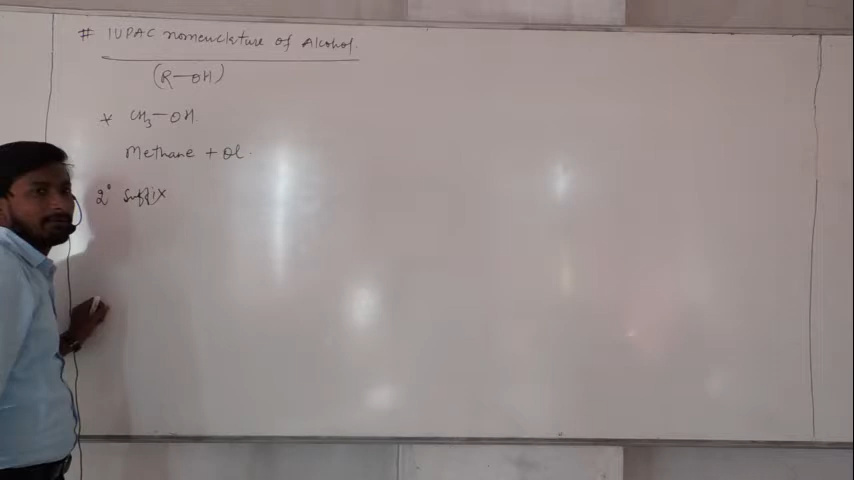 # IUPAC nomenclature of Alcohol.
(R-OH)
* CH₃-OH.
Methane + Ol.
2° Suffix